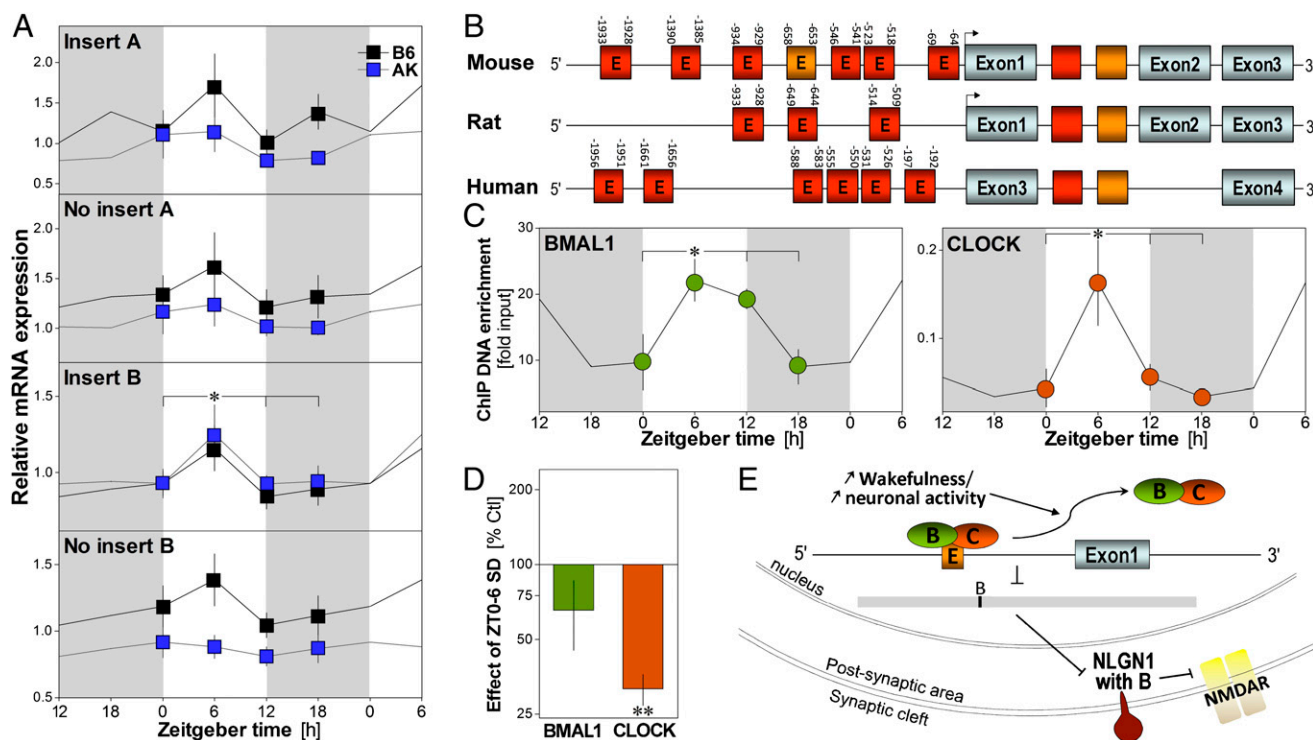 A
Insert A
B6
AK
2.0
1.5
1.0
0.5
No insert A
2.0
1.5
1.0
Insert B
*
1.5
1.0
No insert B
1.5
1.0
0.5
Relative mRNA expression
12 18 0 6 12 18 0 6
Zeitgeber time [h]
B
-1933 -1928 -1390 -1385 -934 -929 -658 -653 -546 -541 -523 -518 -69 -64
Mouse 5' E E E E E E E Exon1 Exon2 Exon3 3'
-933 -928 -649 -644 -514 -509
Rat 5' E E E Exon1 Exon2 Exon3 3'
-1956 -1951 -1661 -1656 -588 -583 -555 -550 -531 -526 -197 -192
Human 5' E E E E E E Exon3 Exon4 3'
C
BMAL1
*
30
20
10
ChIP DNA enrichment
[fold input]
12 18 0 6 12 18 0 6
Zeitgeber time [h]
CLOCK
*
0.2
0.1
12 18 0 6 12 18 0 6
Zeitgeber time [h]
D
200
100
75
50
25
Effect of ZT0-6 SD [% Ctl]
**
BMAL1 CLOCK
E
↗ Wakefulness/
↗ neuronal activity
B C
B C
5' E Exon1 3'
nucleus
B
Post-synaptic area
Synaptic cleft
NLGN1
with B
NMDAR